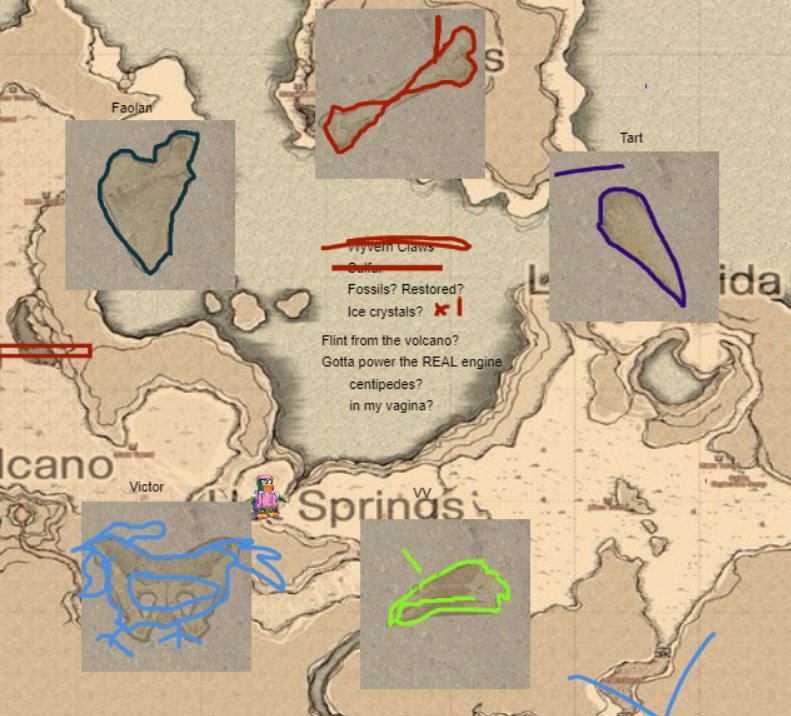 s
Faolan
Tart
Wyvern Claws
Sulfur
Fossils? Restored?
Ice crystals? x 1
Flint from the volcano?
Gotta power the REAL engine
centipedes?
in my vagina?
L ida
lcano
Victor
VV
Springs